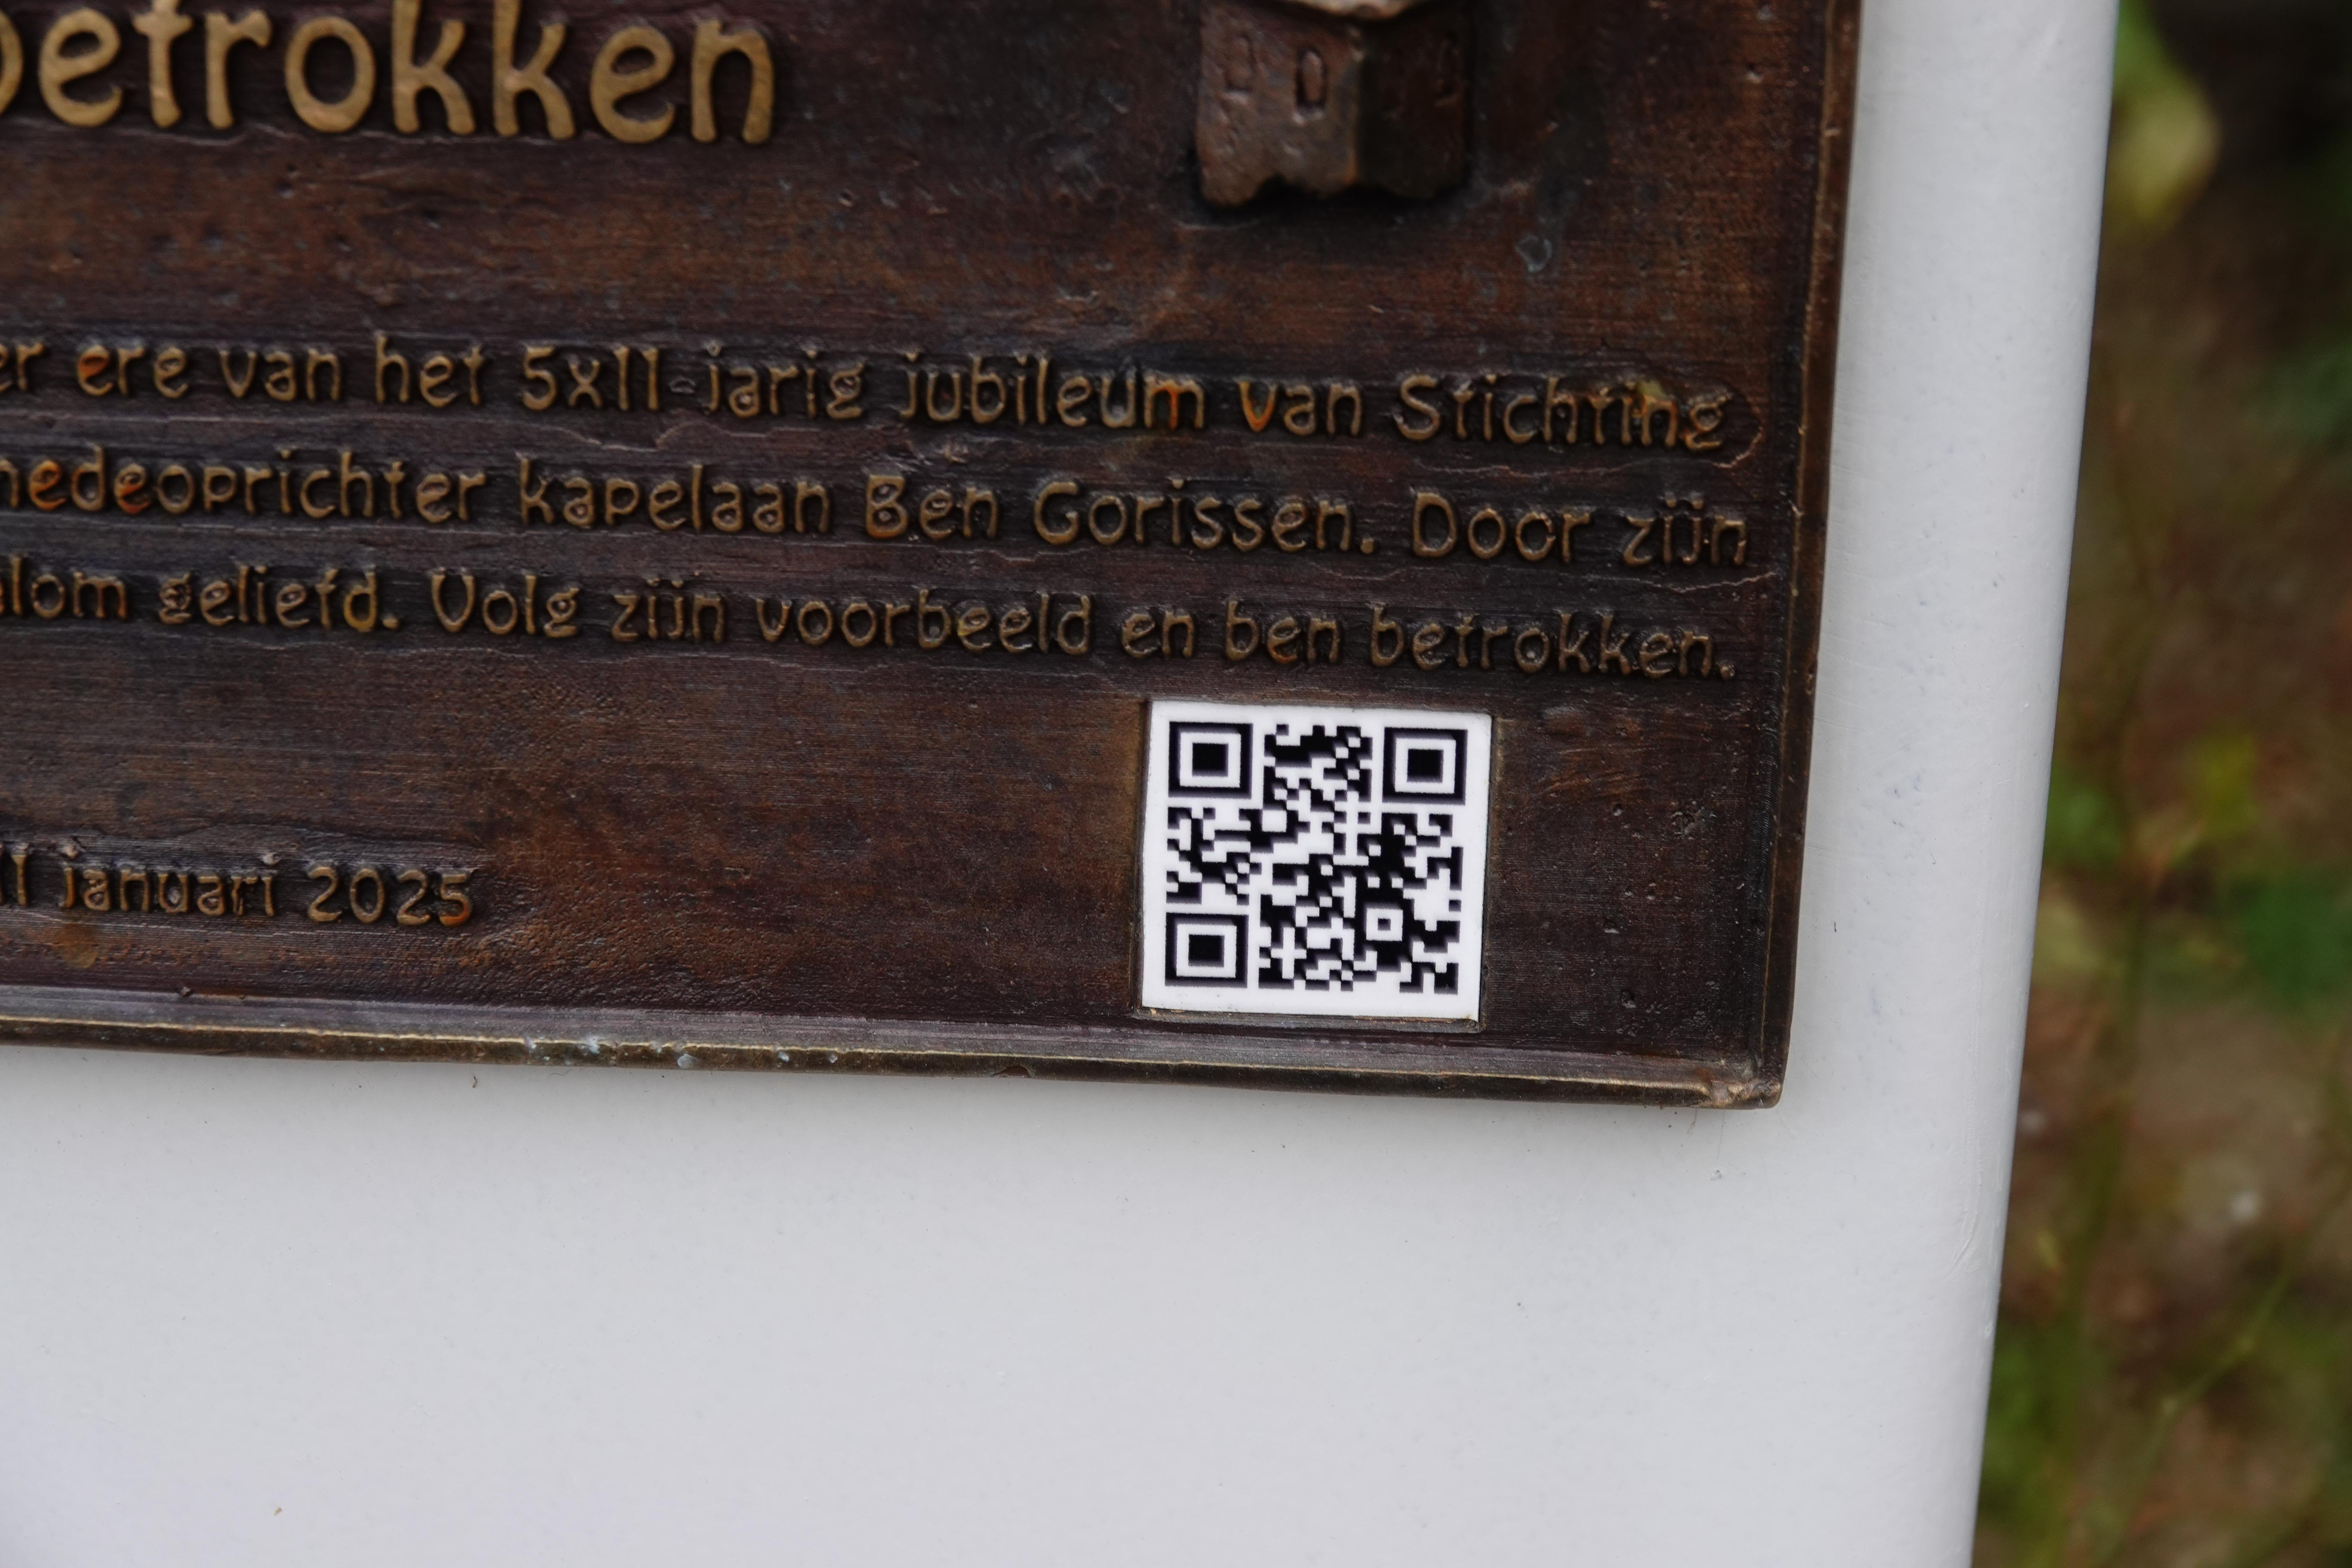 betrokken
er ere van het 5x11-jarig jubileum van Stichting
medeoprichter kapelaan Ben Gorissen. Door zijn
alom geliefd. Volg zijn voorbeeld en ben betrokken.
11 januari 2025